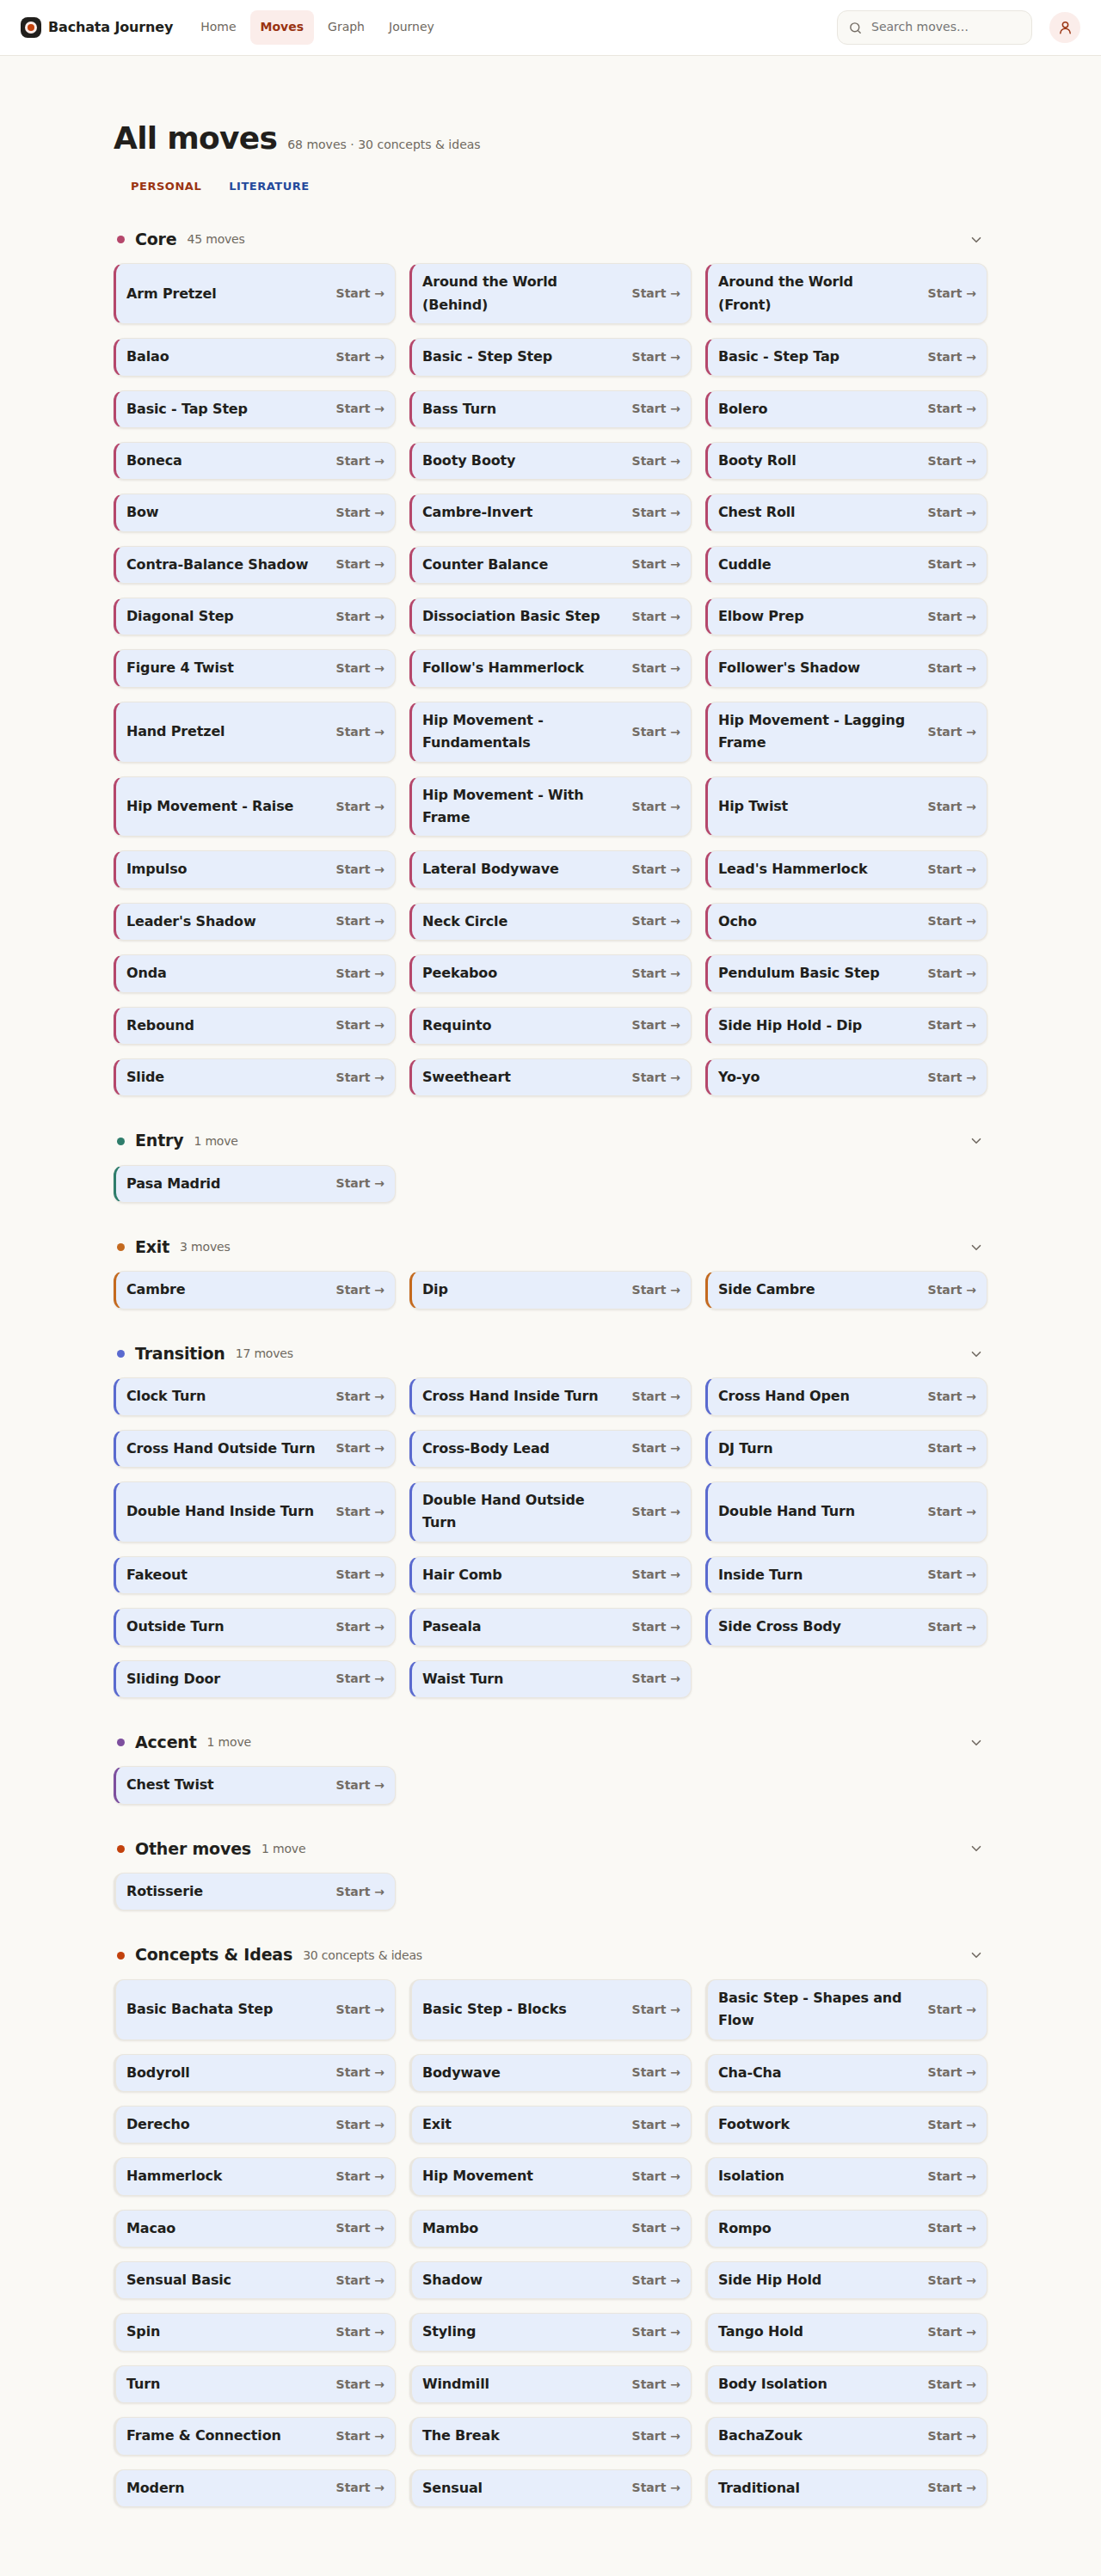 Bachata Journey Home Moves Graph Journey Search moves...
All moves 68 moves · 30 concepts & ideas
PERSONAL LITERATURE
Core 45 moves
Arm Pretzel Start → Around the World (Behind) Start → Around the World (Front) Start →
Balao Start → Basic - Step Step Start → Basic - Step Tap Start →
Basic - Tap Step Start → Bass Turn Start → Bolero Start →
Boneca Start → Booty Booty Start → Booty Roll Start →
Bow Start → Cambre-Invert Start → Chest Roll Start →
Contra-Balance Shadow Start → Counter Balance Start → Cuddle Start →
Diagonal Step Start → Dissociation Basic Step Start → Elbow Prep Start →
Figure 4 Twist Start → Follow's Hammerlock Start → Follower's Shadow Start →
Hand Pretzel Start → Hip Movement - Fundamentals Start → Hip Movement - Lagging Frame Start →
Hip Movement - Raise Start → Hip Movement - With Frame Start → Hip Twist Start →
Impulso Start → Lateral Bodywave Start → Lead's Hammerlock Start →
Leader's Shadow Start → Neck Circle Start → Ocho Start →
Onda Start → Peekaboo Start → Pendulum Basic Step Start →
Rebound Start → Requinto Start → Side Hip Hold - Dip Start →
Slide Start → Sweetheart Start → Yo-yo Start →
Entry 1 move
Pasa Madrid Start →
Exit 3 moves
Cambre Start → Dip Start → Side Cambre Start →
Transition 17 moves
Clock Turn Start → Cross Hand Inside Turn Start → Cross Hand Open Start →
Cross Hand Outside Turn Start → Cross-Body Lead Start → DJ Turn Start →
Double Hand Inside Turn Start → Double Hand Outside Turn Start → Double Hand Turn Start →
Fakeout Start → Hair Comb Start → Inside Turn Start →
Outside Turn Start → Paseala Start → Side Cross Body Start →
Sliding Door Start → Waist Turn Start →
Accent 1 move
Chest Twist Start →
Other moves 1 move
Rotisserie Start →
Concepts & Ideas 30 concepts & ideas
Basic Bachata Step Start → Basic Step - Blocks Start → Basic Step - Shapes and Flow Start →
Bodyroll Start → Bodywave Start → Cha-Cha Start →
Derecho Start → Exit Start → Footwork Start →
Hammerlock Start → Hip Movement Start → Isolation Start →
Macao Start → Mambo Start → Rompo Start →
Sensual Basic Start → Shadow Start → Side Hip Hold Start →
Spin Start → Styling Start → Tango Hold Start →
Turn Start → Windmill Start → Body Isolation Start →
Frame & Connection Start → The Break Start → BachaZouk Start →
Modern Start → Sensual Start → Traditional Start →